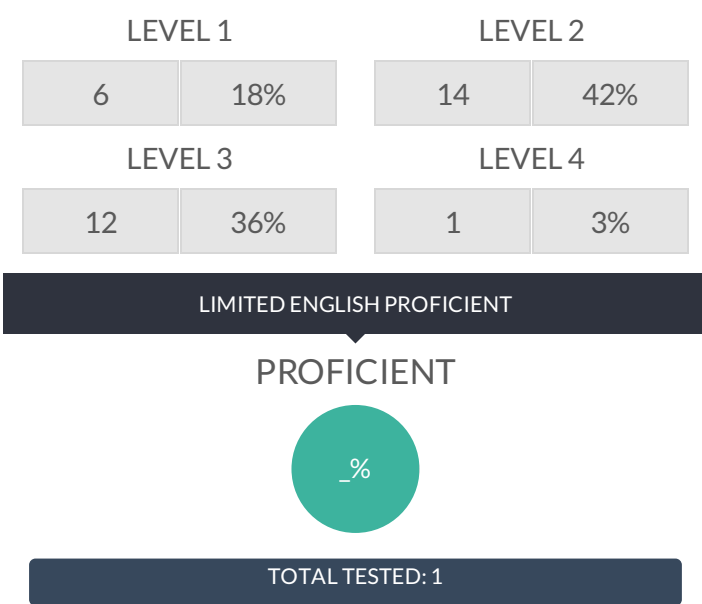 LEVEL 1
6 18%
LEVEL 2
14 42%
LEVEL 3
12 36%
LEVEL 4
1 3%
LIMITED ENGLISH PROFICIENT
PROFICIENT
_%
TOTAL TESTED: 1